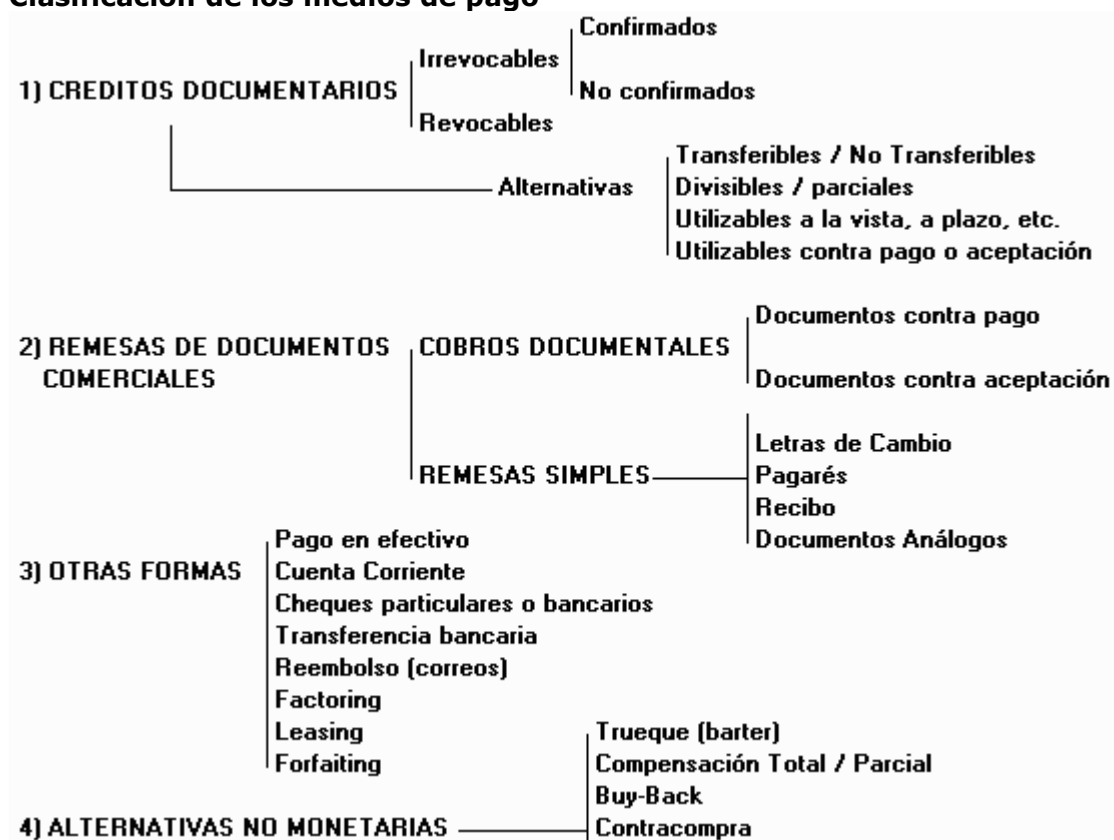 Clasificación de los medios de pago
Confirmados
Irrevocables
1) CREDITOS DOCUMENTARIOS
No confirmados
Revocables
Transferibles / No Transferibles
Alternativas
Divisibles / parciales
Utilizables a la vista, a plazo, etc.
Utilizables contra pago o aceptación
Documentos contra pago
2) REMESAS DE DOCUMENTOS
COMERCIALES
COBROS DOCUMENTALES
Documentos contra aceptación
Letras de Cambio
REMESAS SIMPLES
Pagarés
Recibo
Documentos Análogos
3) OTRAS FORMAS
Pago en efectivo
Cuenta Corriente
Cheques particulares o bancarios
Transferencia bancaria
Reembolso (correos)
Factoring
Leasing
Forfaiting
4) ALTERNATIVAS NO MONETARIAS
Trueque (barter)
Compensación Total / Parcial
Buy-Back
Contracompra